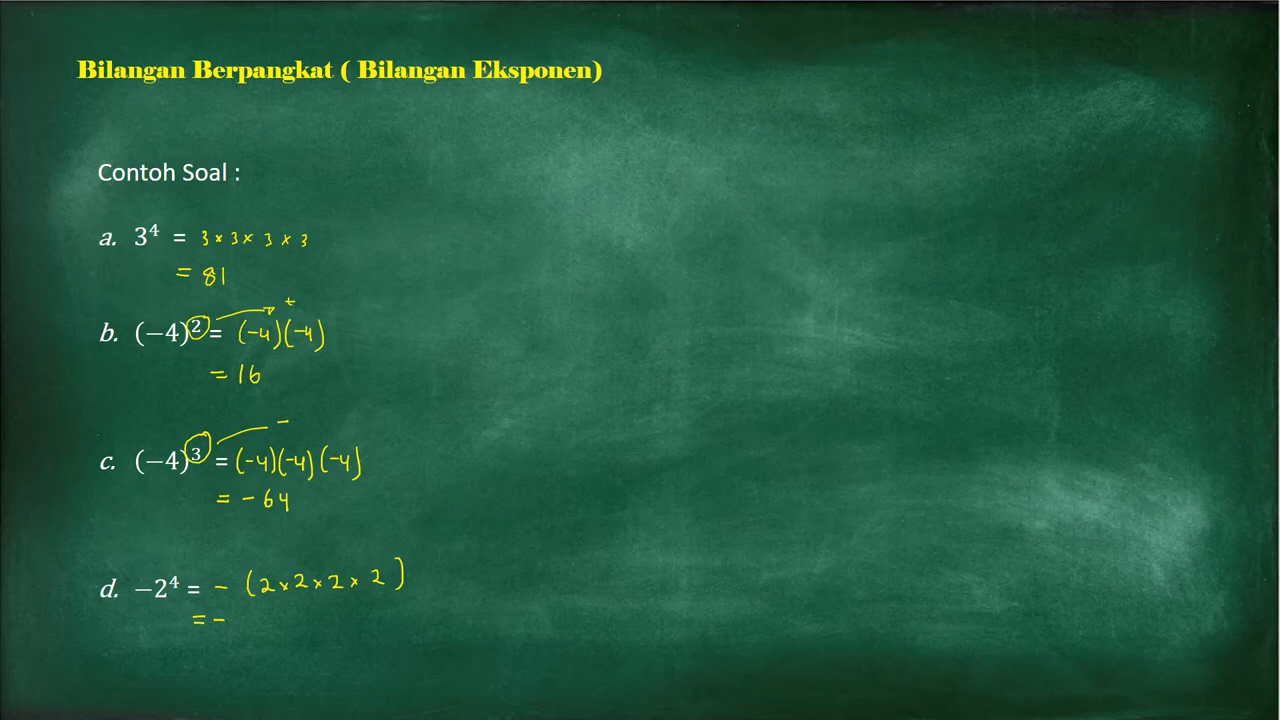 Bilangan Berpangkat ( Bilangan Eksponen)
Contoh Soal :
a. 3⁴ = 3 × 3 × 3 × 3
= 81
+
b. (−4)² = (-4)(-4)
= 16
-
c. (−4)³ = (-4)(-4)(-4)
= - 64
d. −2⁴ = - (2 × 2 × 2 × 2)
= -